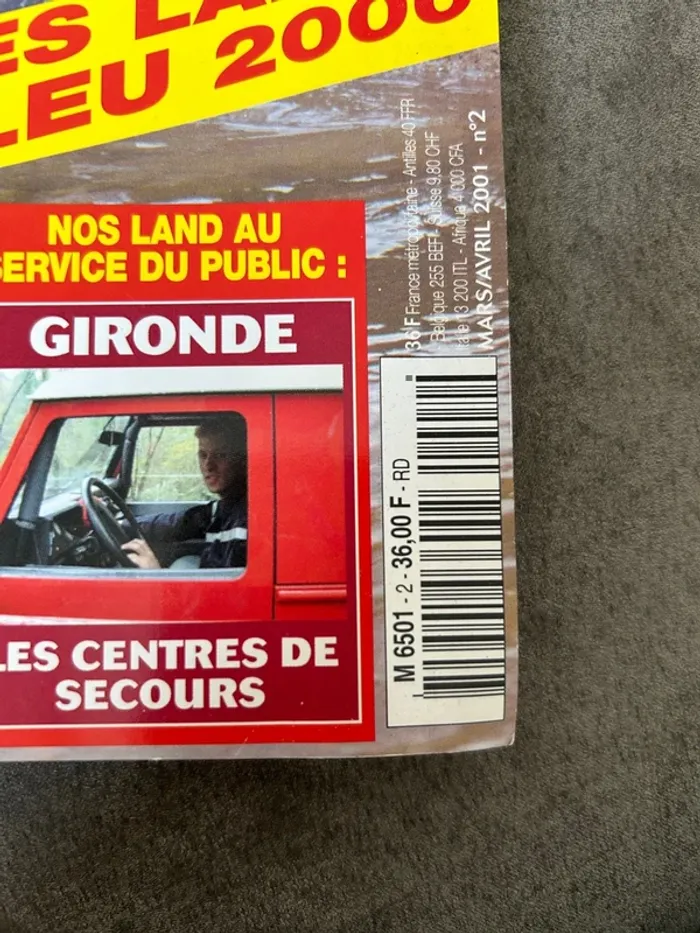 ES LA
LEU 2000
NOS LAND AU
SERVICE DU PUBLIC :
GIRONDE
LES CENTRES DE
SECOURS
36 F France métropolitaine - Antilles 40 FFR
Belgique 255 BEF - Suisse 9,80 CHF
Italie 13 200 ITL - Afrique 4 000 CFA
MARS/AVRIL 2001 - n°2
M 6501 - 2 - 36,00 F - RD